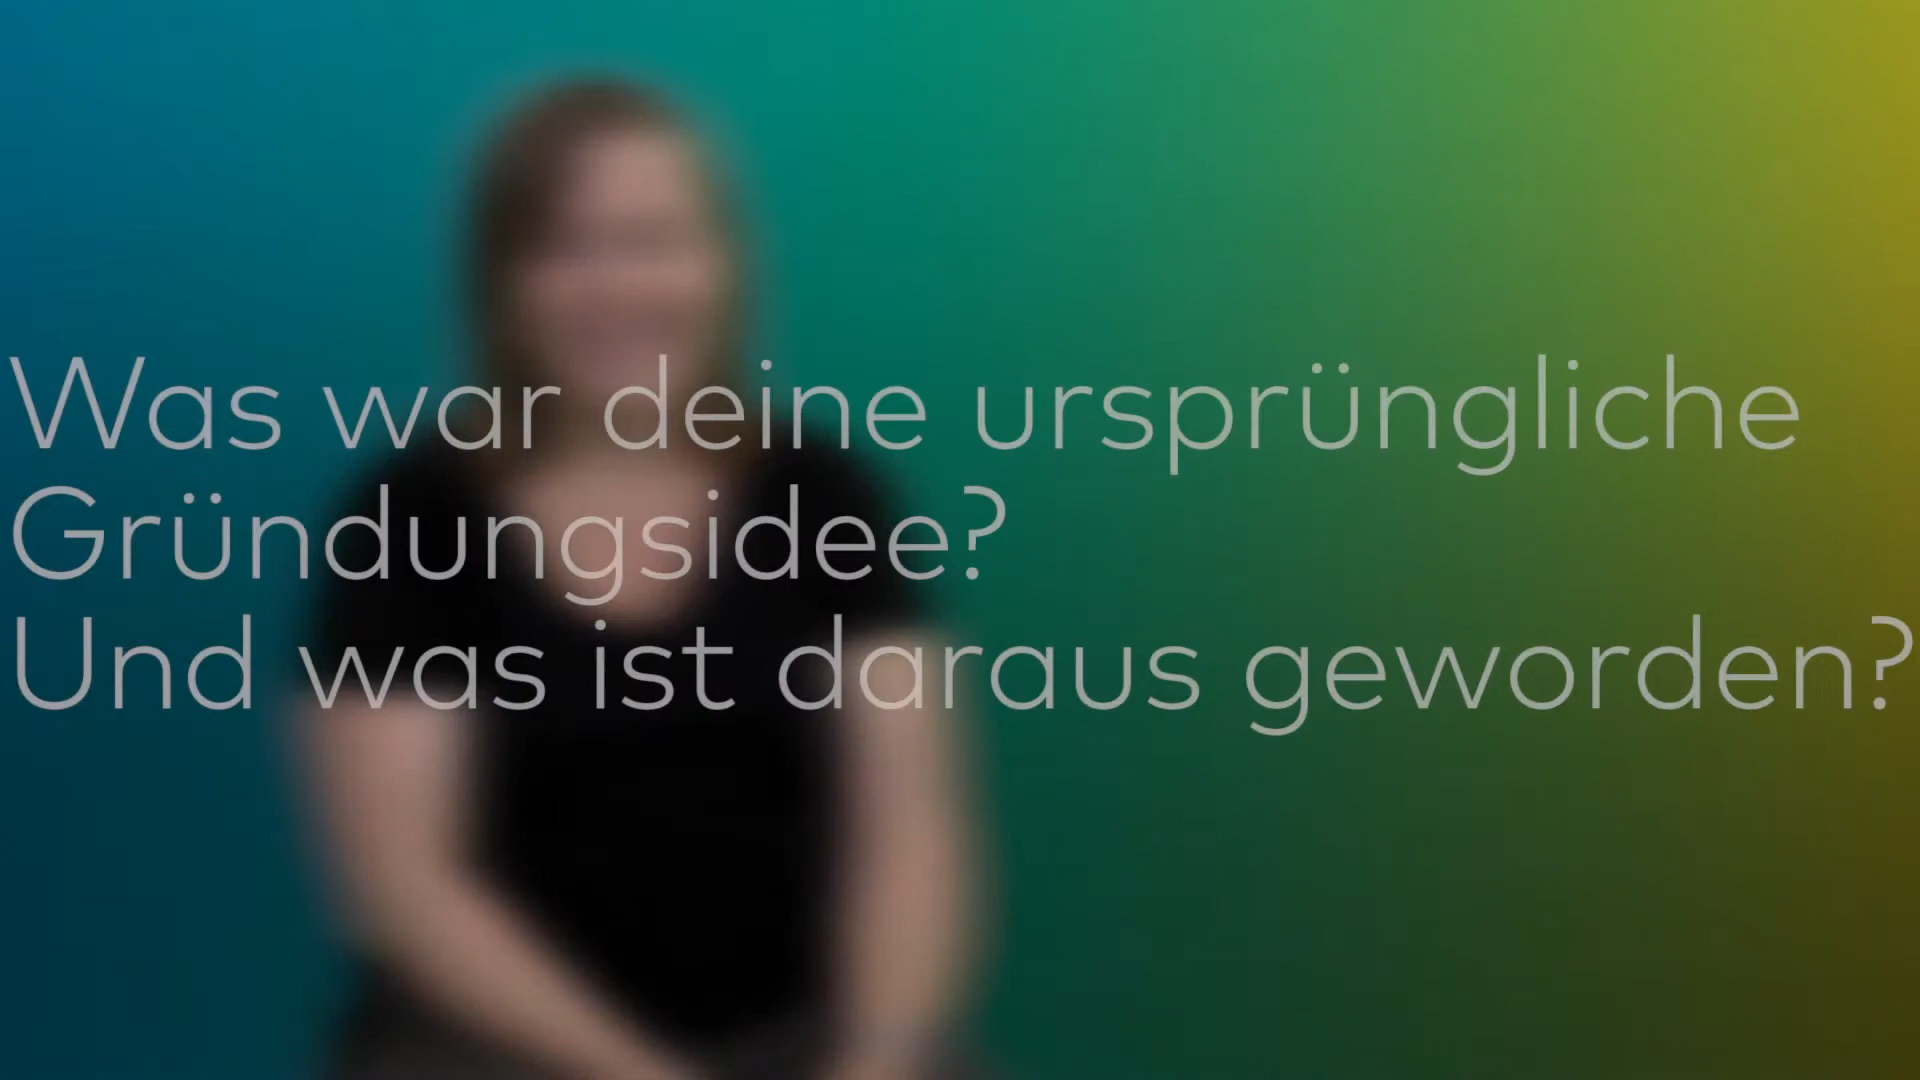 Was war deine ursprüngliche
Gründungsidee?
Und was ist daraus geworden?